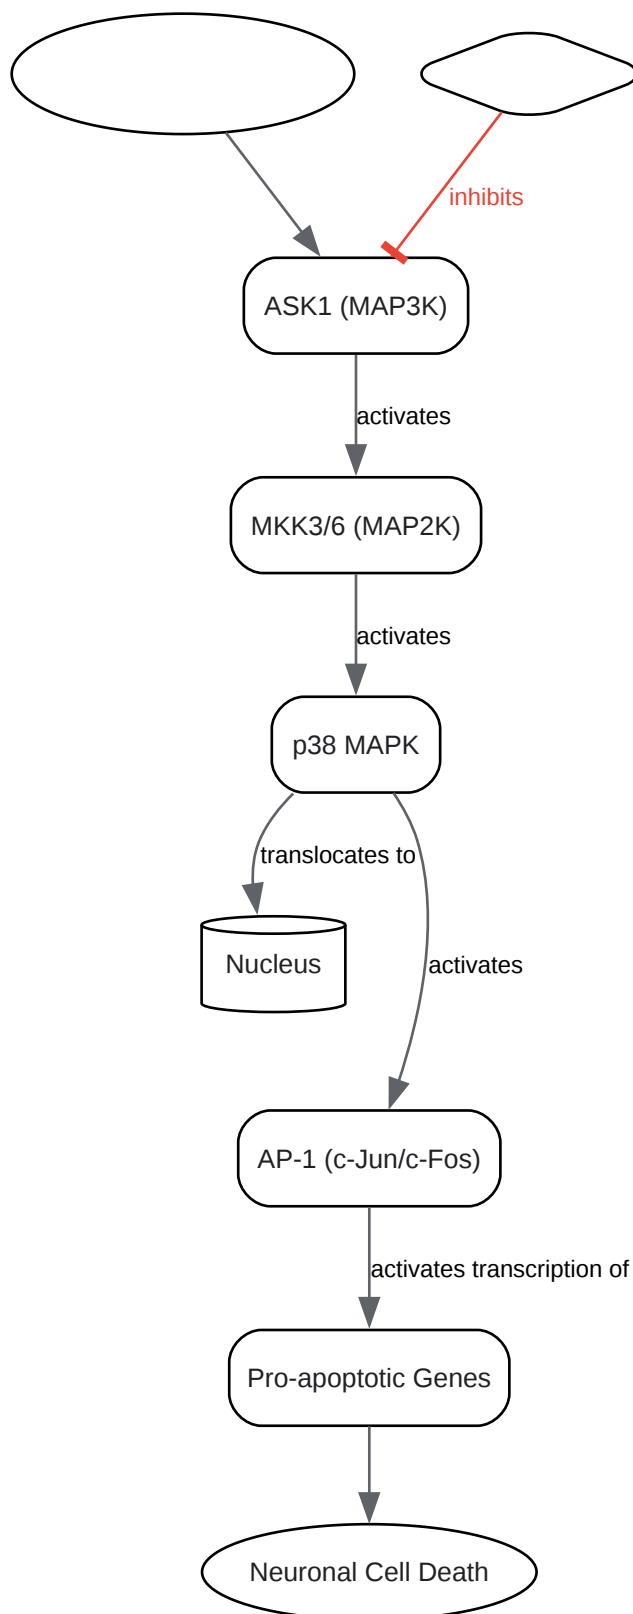 inhibits
ASK1 (MAP3K)
activates
MKK3/6 (MAP2K)
activates
p38 MAPK
translocates to
Nucleus
activates
AP-1 (c-Jun/c-Fos)
activates transcription of
Pro-apoptotic Genes
Neuronal Cell Death